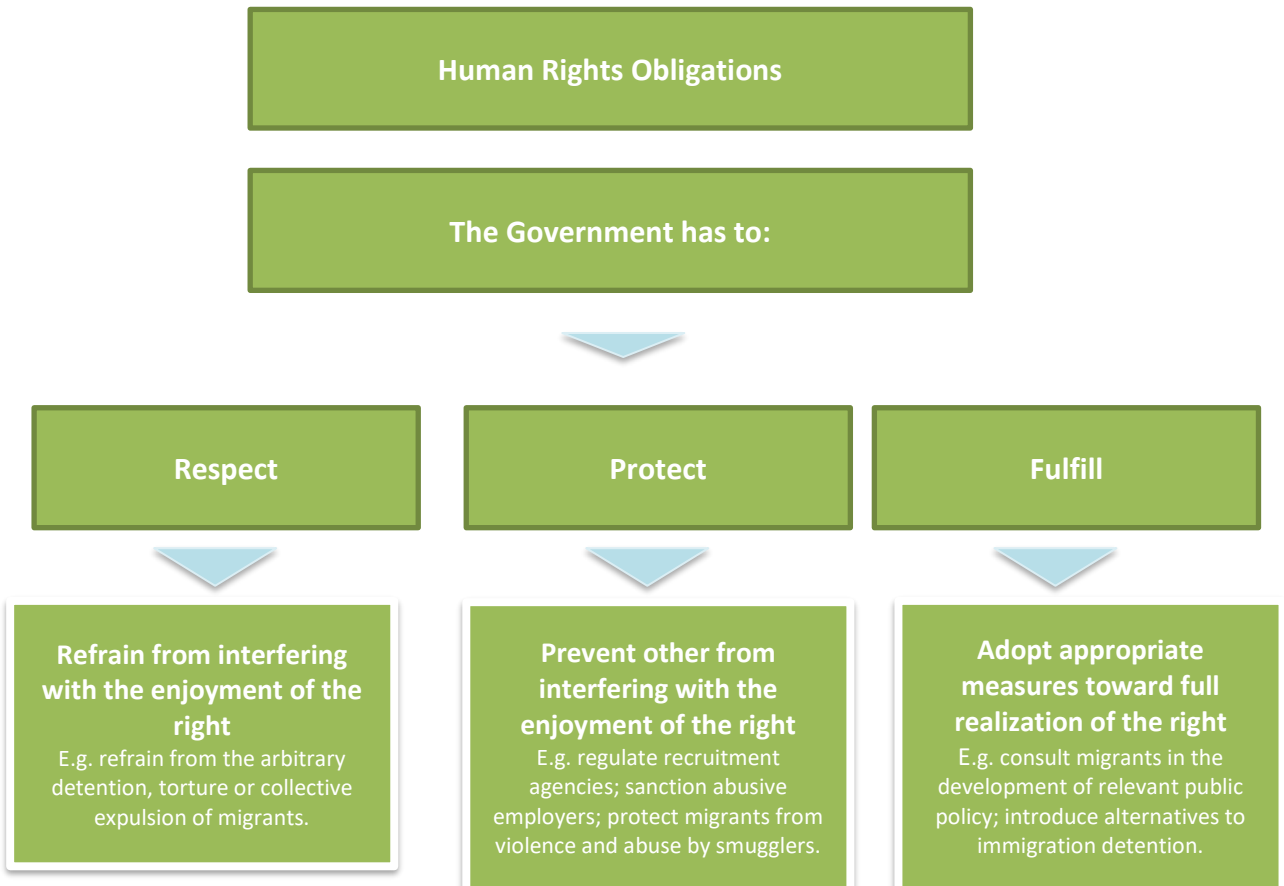 Human Rights Obligations
The Government has to:
Respect
Protect
Fulfill
Refrain from interfering
with the enjoyment of the
right
E.g. refrain from the arbitrary
detention, torture or collective
expulsion of migrants.
Prevent other from
interfering with the
enjoyment of the right
E.g. regulate recruitment
agencies; sanction abusive
employers; protect migrants from
violence and abuse by smugglers.
Adopt appropriate
measures toward full
realization of the right
E.g. consult migrants in the
development of relevant public
policy; introduce alternatives to
immigration detention.